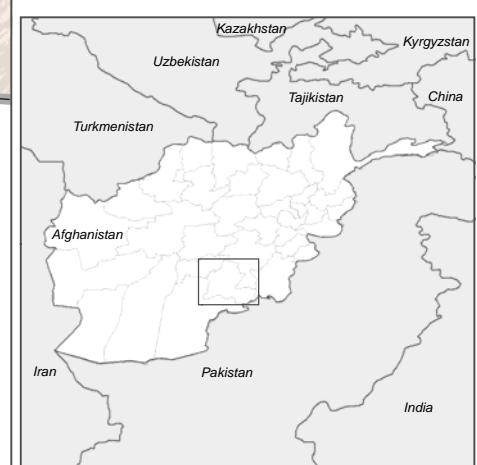 Kazakhstan
Kyrgyzstan
Uzbekistan
Tajikistan
China
Turkmenistan
Afghanistan
Iran
Pakistan
India